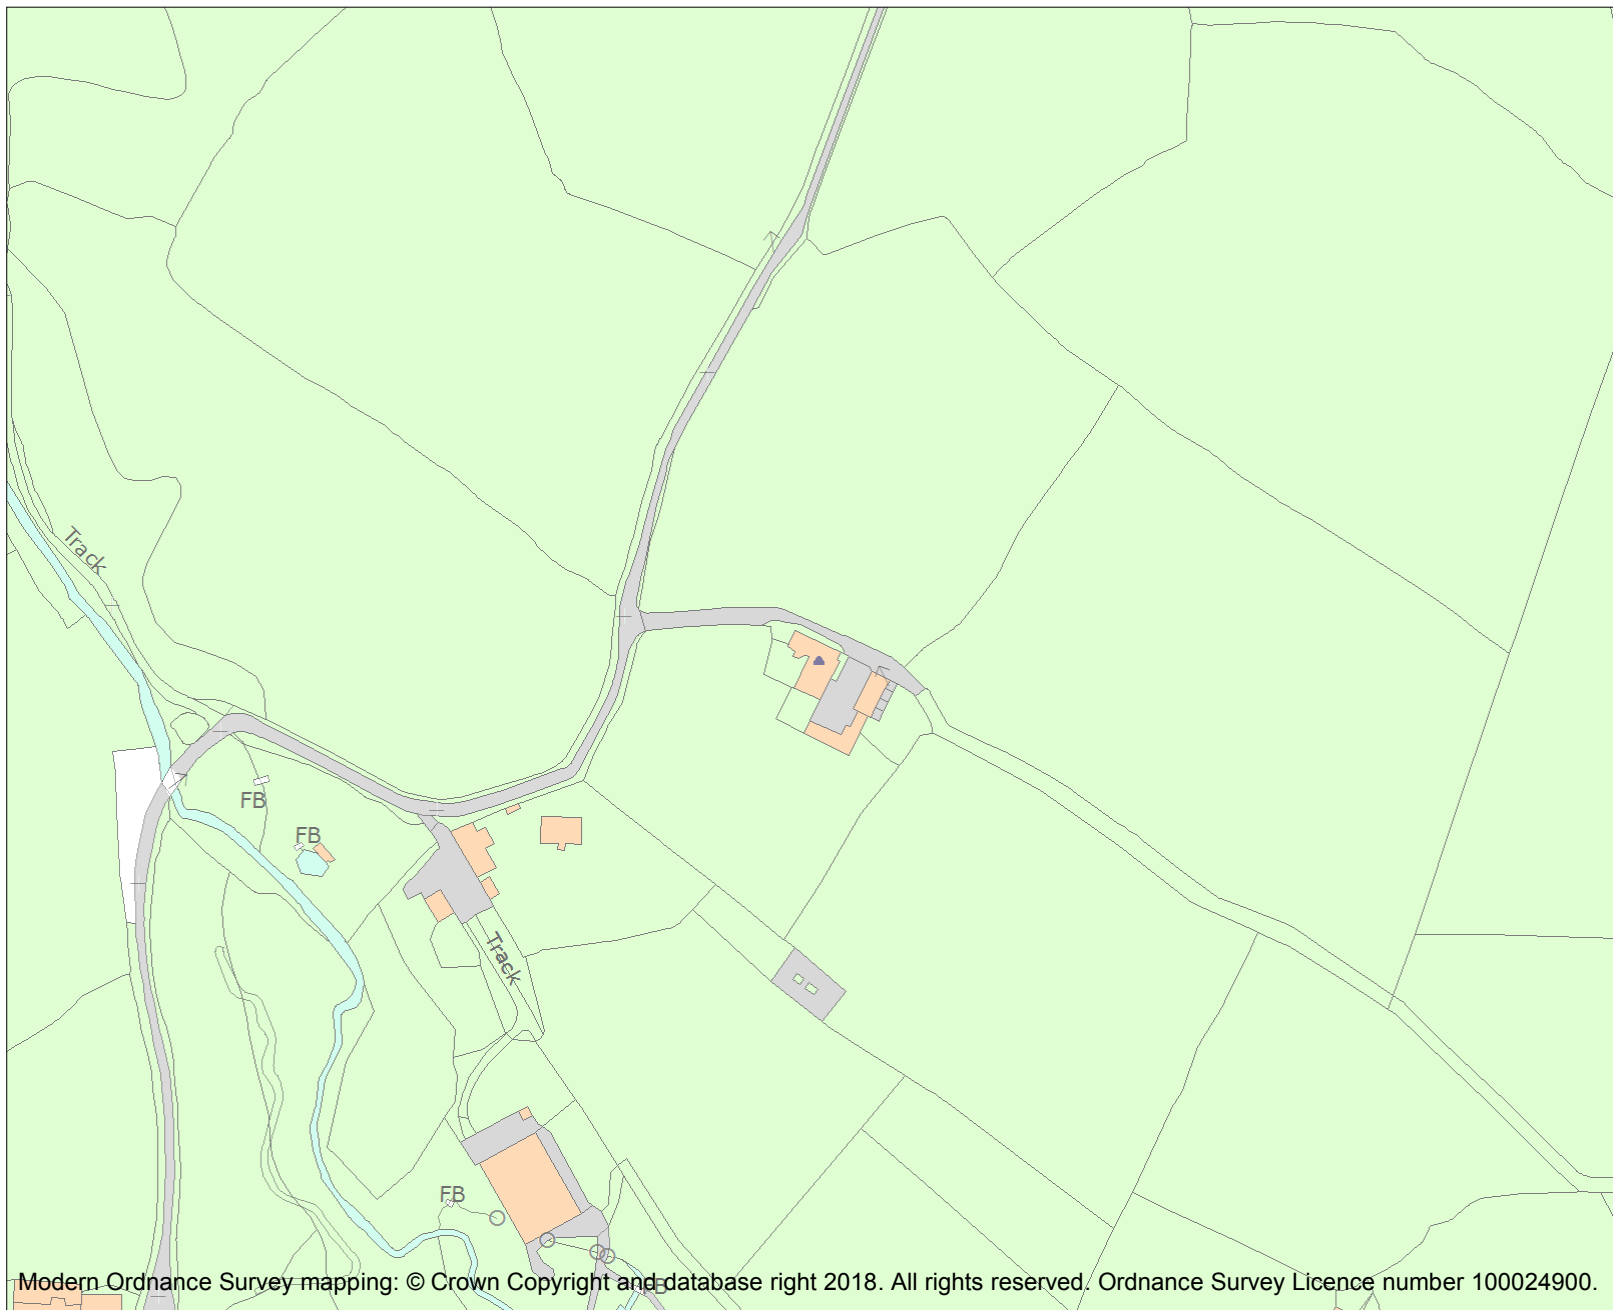 Track
FB
FB
Track
FB
FB
Modern Ordnance Survey mapping: © Crown Copyright and database right 2018. All rights reserved. Ordnance Survey Licence number 100024900.